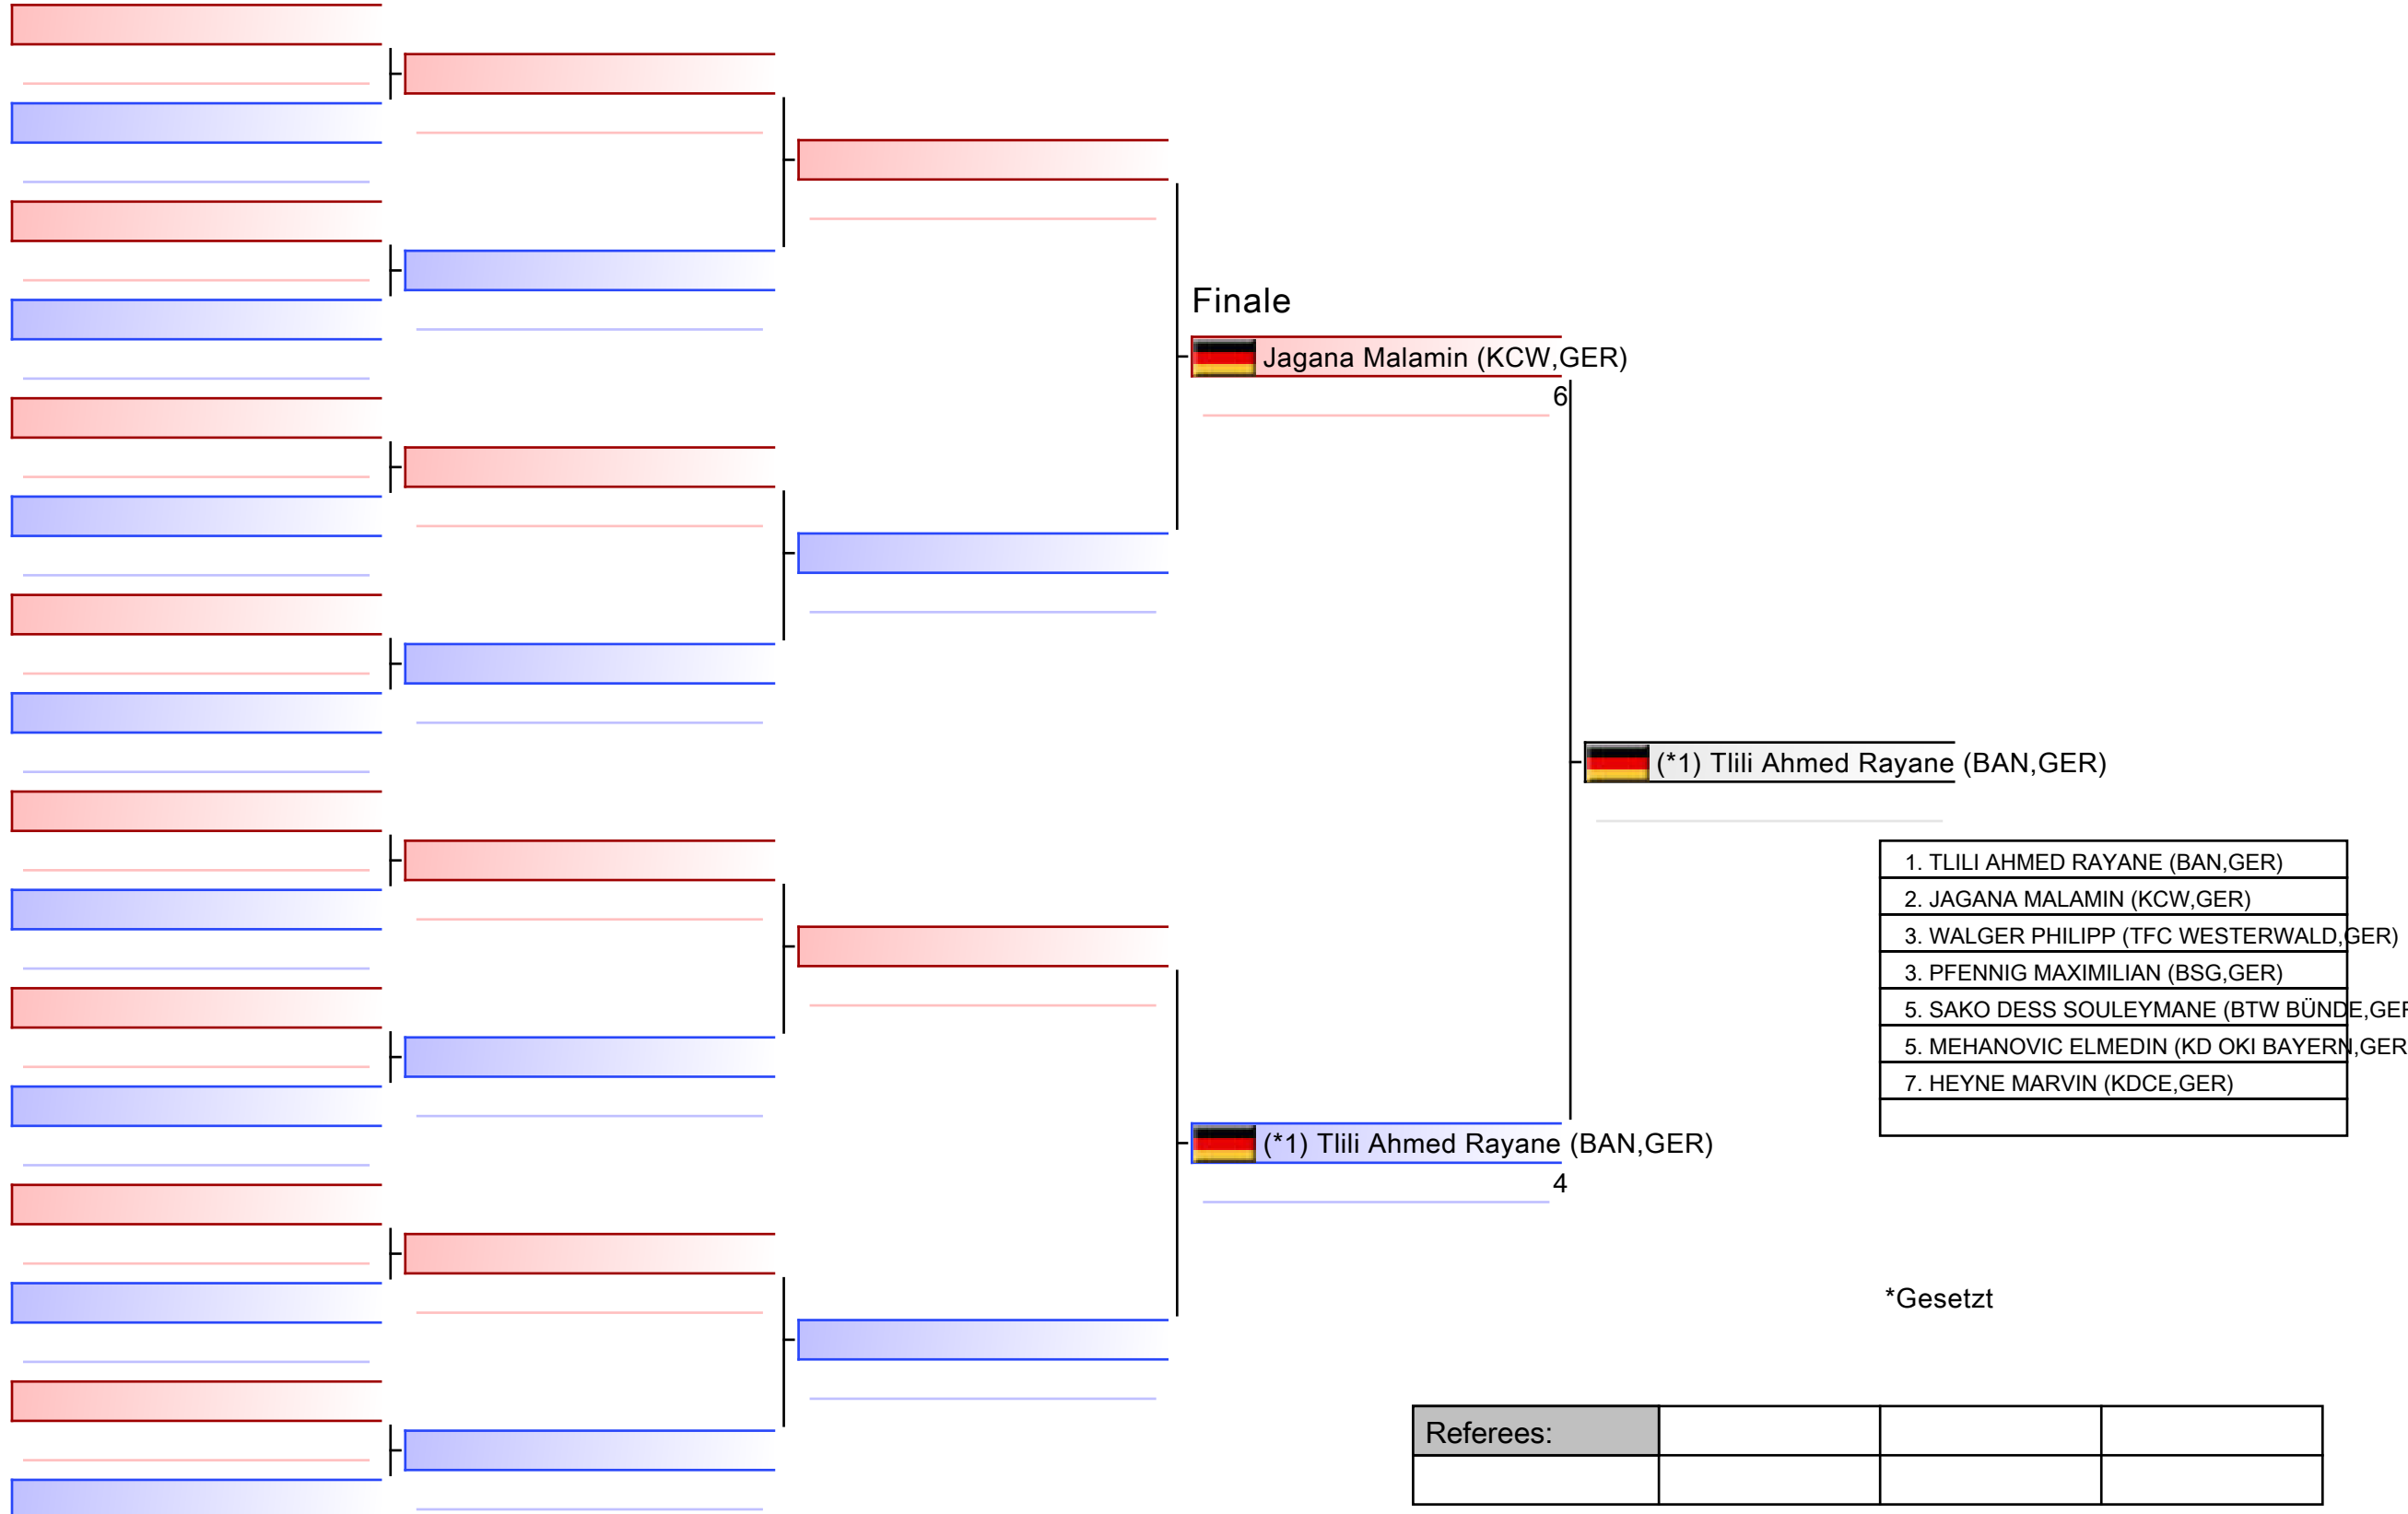 Finale
Jagana Malamin (KCW,GER)
6
(*1) Tlili Ahmed Rayane (BAN,GER)
1. TLILI AHMED RAYANE (BAN,GER)
2. JAGANA MALAMIN (KCW,GER)
3. WALGER PHILIPP (TFC WESTERWALD,GER)
3. PFENNIG MAXIMILIAN (BSG,GER)
5. SAKO DESS SOULEYMANE (BTW BÜNDE,GER
5. MEHANOVIC ELMEDIN (KD OKI BAYERN,GER
7. HEYNE MARVIN (KDCE,GER)
(*1) Tlili Ahmed Rayane (BAN,GER)
4
*Gesetzt
Referees: